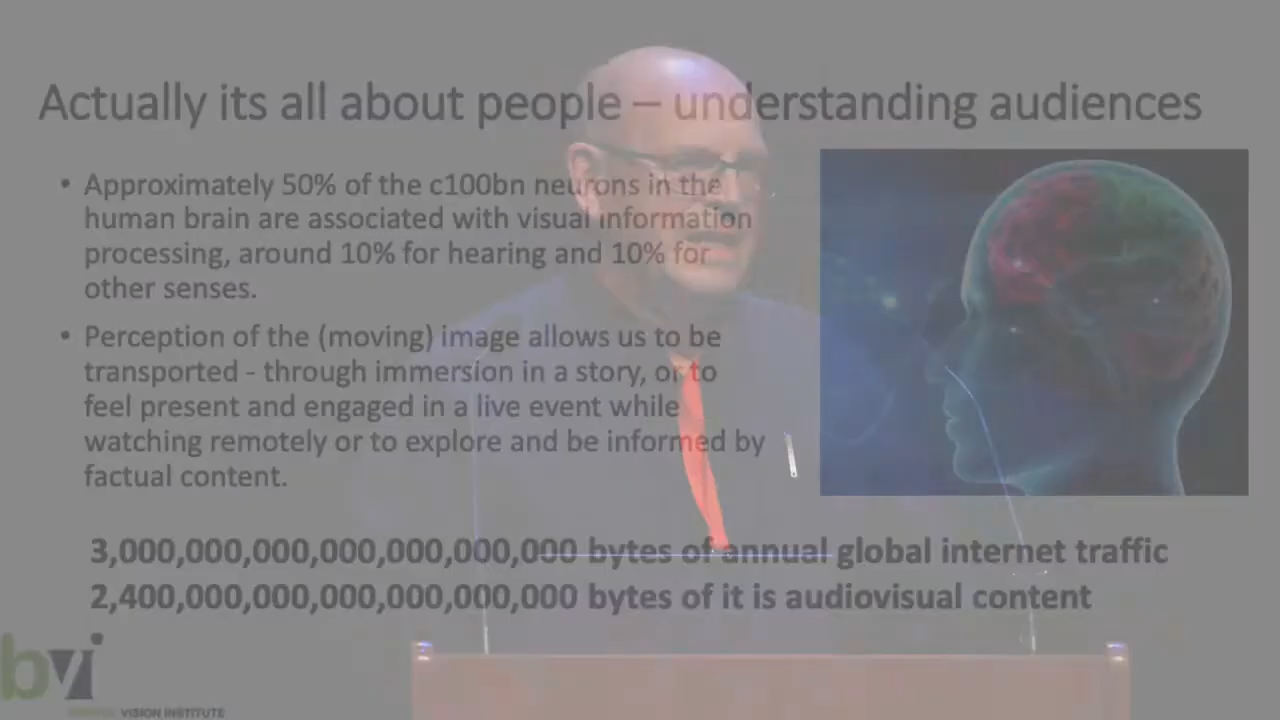 Actually its all about people – understanding audiences
• Approximately 50% of the c100bn neurons in the
human brain are associated with visual information
processing, around 10% for hearing and 10% for
other senses.
• Perception of the (moving) image allows us to be
transported - through immersion in a story, or to
feel present and engaged in a live event while
watching remotely or to explore and be informed by
factual content.
3,000,000,000,000,000,000,000 bytes of annual global internet traffic
2,400,000,000,000,000,000,000 bytes of it is audiovisual content
bvi
VISION INSTITUTE